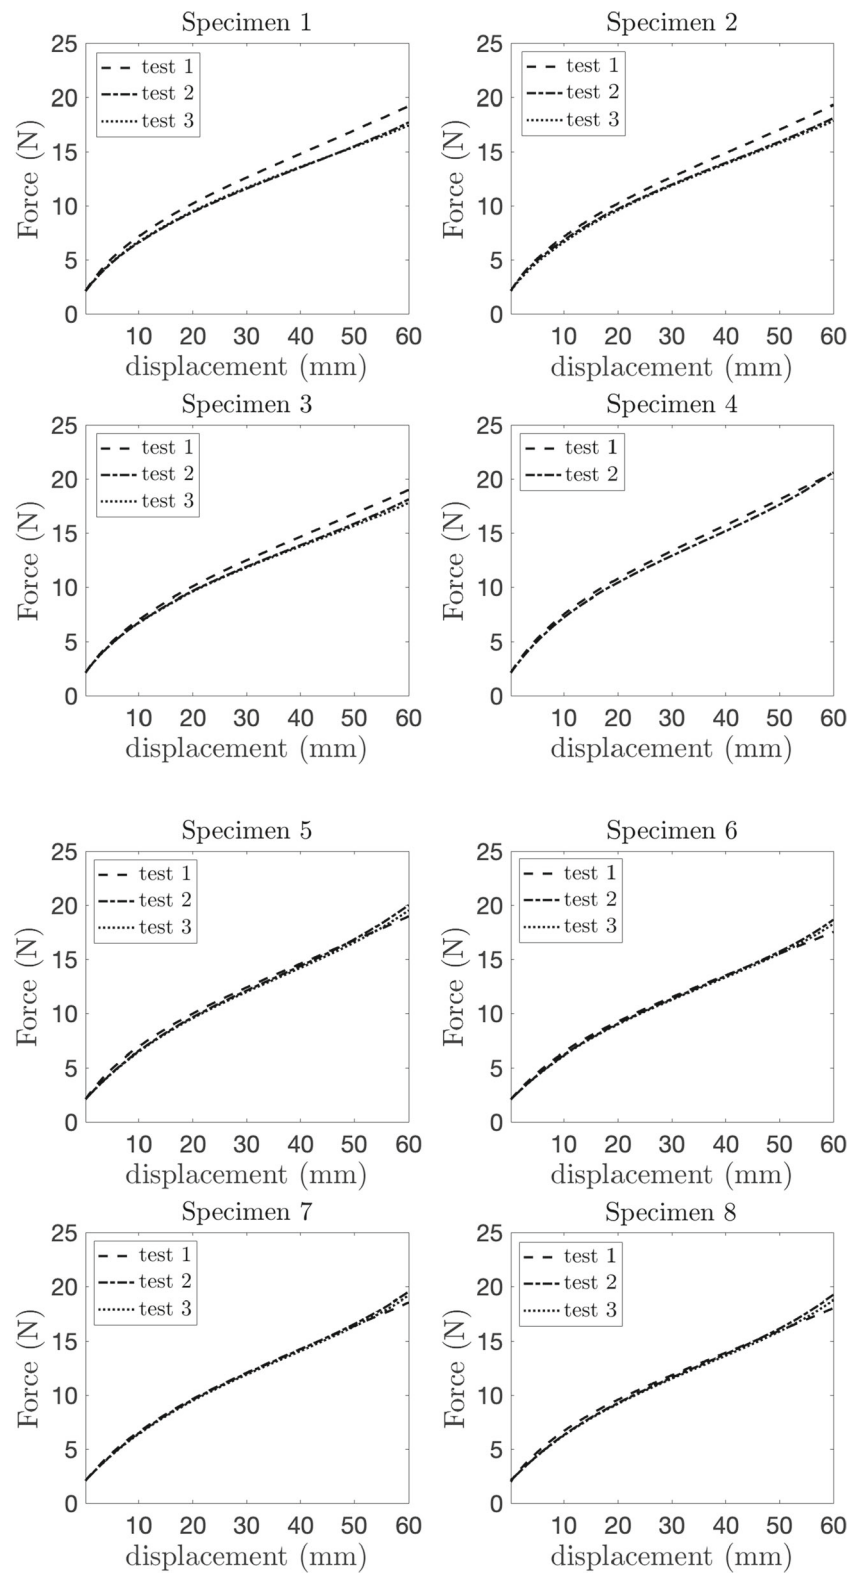 Specimen 1
25
20
15
10
5
0
Force (N)
test 1
test 2
test 3
10 20 30 40 50 60
displacement (mm)
Specimen 2
25
20
15
10
5
0
Force (N)
test 1
test 2
test 3
10 20 30 40 50 60
displacement (mm)
Specimen 3
25
20
15
10
5
0
Force (N)
test 1
test 2
test 3
10 20 30 40 50 60
displacement (mm)
Specimen 4
25
20
15
10
5
0
Force (N)
test 1
test 2
10 20 30 40 50 60
displacement (mm)
Specimen 5
25
20
15
10
5
0
Force (N)
test 1
test 2
test 3
10 20 30 40 50 60
displacement (mm)
Specimen 6
25
20
15
10
5
0
Force (N)
test 1
test 2
test 3
10 20 30 40 50 60
displacement (mm)
Specimen 7
25
20
15
10
5
0
Force (N)
test 1
test 2
test 3
10 20 30 40 50 60
displacement (mm)
Specimen 8
25
20
15
10
5
0
Force (N)
test 1
test 2
test 3
10 20 30 40 50 60
displacement (mm)